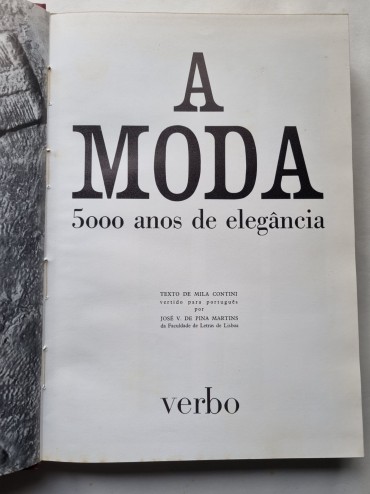 A
MODA
5000 anos de elegância
TEXTO DE MILA CONTINI
vertido para português
por
JOSÉ V. DE PINA MARTINS
da Faculdade de Letras de Lisboa
verbo